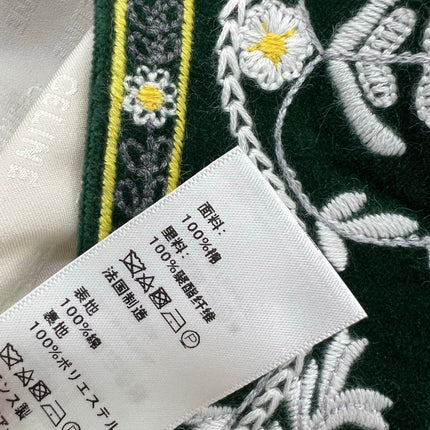 CELINE
面料:
100%棉
里料:
100%聚酯纤维
法国制造
表地
100%綿
裏地
100%ポリエステル